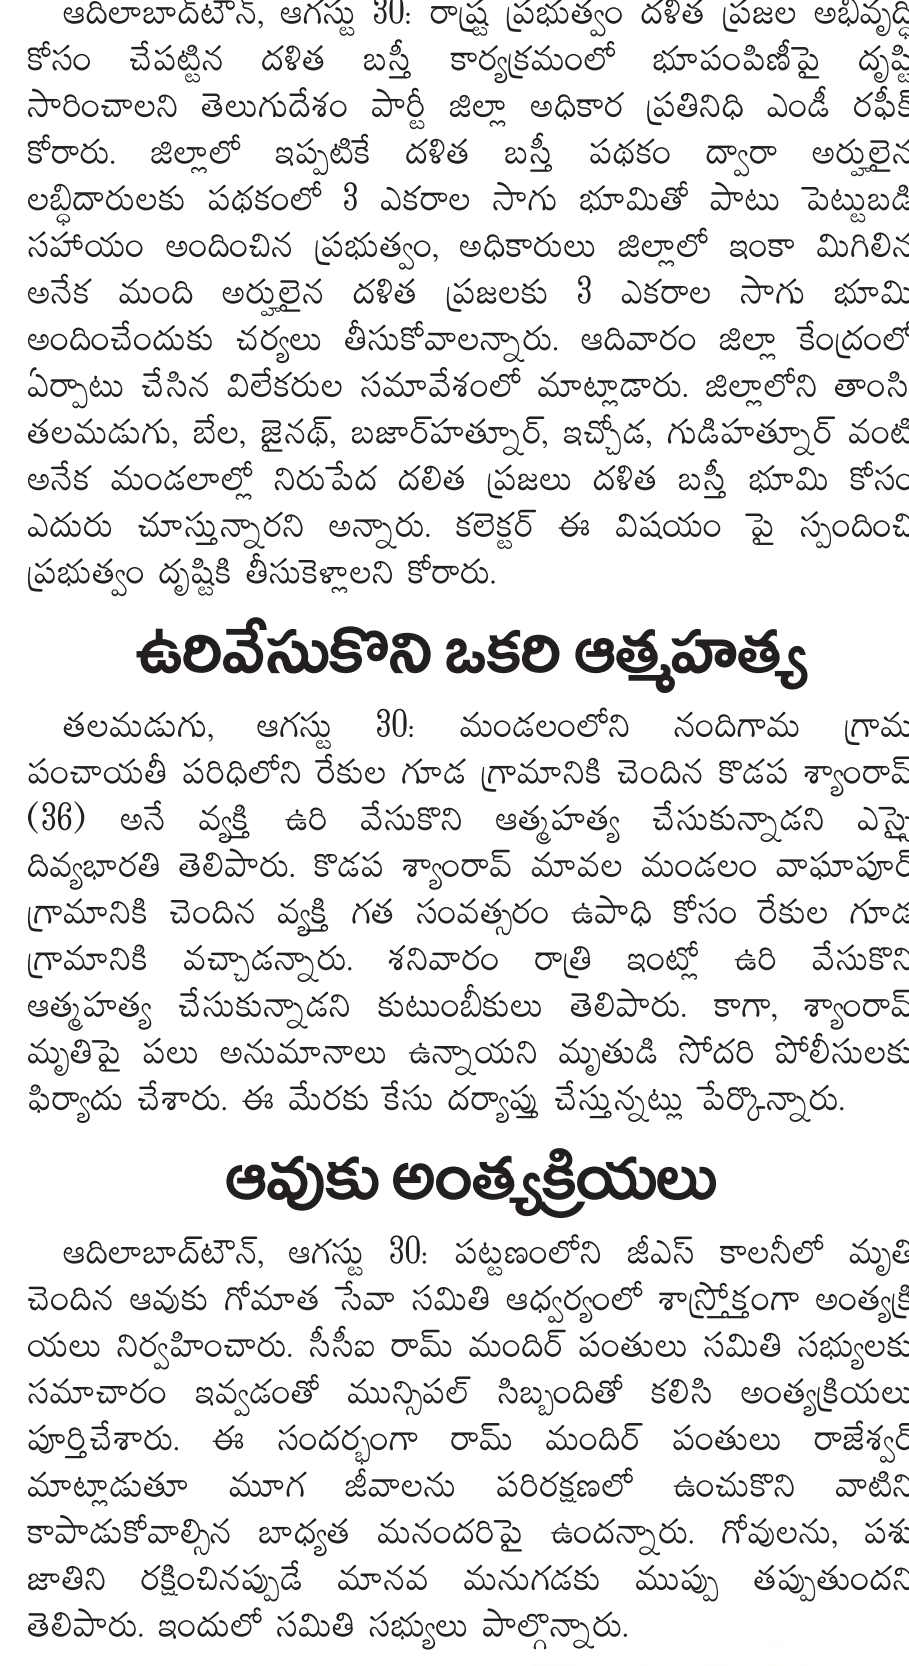 ఆదిలాబాద్‌టౌన్, ఆగస్టు 30: రాష్ట్ర ప్రభుత్వం దళిత ప్రజల అభివృద్ధి
కోసం చేపట్టిన దళిత బస్తీ కార్యక్రమంలో భూపంపిణీపై దృష్టి
సారించాలని తెలుగుదేశం పార్టీ జిల్లా అధికార ప్రతినిధి ఎండీ రఫీక్
కోరారు. జిల్లాలో ఇప్పటికే దళిత బస్తీ పథకం ద్వారా అర్హులైన
లబ్ధిదారులకు పథకంలో 3 ఎకరాల సాగు భూమితో పాటు పెట్టుబడి
సహాయం అందించిన ప్రభుత్వం, అధికారులు జిల్లాలో ఇంకా మిగిలిన
అనేక మంది అర్హులైన దళిత ప్రజలకు 3 ఎకరాల సాగు భూమి
అందించేందుకు చర్యలు తీసుకోవాలన్నారు. ఆదివారం జిల్లా కేంద్రంలో
ఏర్పాటు చేసిన విలేకరుల సమావేశంలో మాట్లాడారు. జిల్లాలోని తాంసి
తలమడుగు, బేల, జైనథ్, బజార్‌హత్నూర్, ఇచ్చోడ, గుడిహత్నూర్ వంటి
అనేక మండలాల్లో నిరుపేద దలిత ప్రజలు దళిత బస్తీ భూమి కోసం
ఎదురు చూస్తున్నారని అన్నారు. కలెక్టర్ ఈ విషయం పై స్పందించి
ప్రభుత్వం దృష్టికి తీసుకెళ్లాలని కోరారు.
ఉరివేసుకొని ఒకరి ఆత్మహత్య
తలమడుగు, ఆగస్టు 30: మండలంలోని నందిగామ గ్రామ
పంచాయతీ పరిధిలోని రేకుల గూడ గ్రామానికి చెందిన కొడప శ్యాంరావ్
(36) అనే వ్యక్తి ఉరి వేసుకొని ఆత్మహత్య చేసుకున్నాడని ఎస్సై
దివ్యభారతి తెలిపారు. కొడప శ్యాంరావ్ మావల మండలం వాఘాపూర్
గ్రామానికి చెందిన వ్యక్తి గత సంవత్సరం ఉపాధి కోసం రేకుల గూడ
గ్రామానికి వచ్చాడన్నారు. శనివారం రాత్రి ఇంట్లో ఉరి వేసుకొని
ఆత్మహత్య చేసుకున్నాడని కుటుంబీకులు తెలిపారు. కాగా, శ్యాంరావ్
మృతిపై పలు అనుమానాలు ఉన్నాయని మృతుడి సోదరి పోలీసులకు
ఫిర్యాదు చేశారు. ఈ మేరకు కేసు దర్యాప్తు చేస్తున్నట్లు పేర్కొన్నారు.
ఆవుకు అంత్యక్రియలు
ఆదిలాబాద్‌టౌన్, ఆగస్టు 30: పట్టణంలోని జీఎస్ కాలనీలో మృతి
చెందిన ఆవుకు గోమాత సేవా సమితి ఆధ్వర్యంలో శాస్త్రోక్తంగా అంత్యక్రి
యలు నిర్వహించారు. సీసీఐ రామ్ మందిర్ పంతులు సమితి సభ్యులకు
సమాచారం ఇవ్వడంతో మున్సిపల్ సిబ్బందితో కలిసి అంత్యక్రియలు
పూర్తిచేశారు. ఈ సందర్భంగా రామ్ మందిర్ పంతులు రాజేశ్వర్
మాట్లాడుతూ మూగ జీవాలను పరిరక్షణలో ఉంచుకొని వాటిని
కాపాడుకోవాల్సిన బాధ్యత మనందరిపై ఉందన్నారు. గోవులను, పశు
జాతిని రక్షించినప్పుడే మానవ మనుగడకు ముప్పు తప్పుతుందని
తెలిపారు. ఇందులో సమితి సభ్యులు పాల్గొన్నారు.